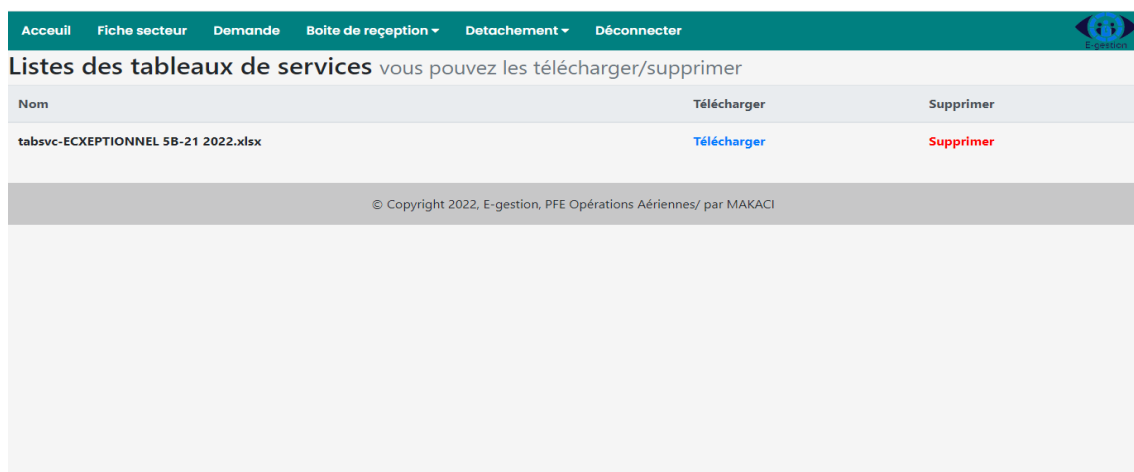 Acceuil Fiche secteur Demande Boite de reçeption Detachement Déconnecter
E-gestion
Listes des tableaux de services vous pouvez les télécharger/supprimer
Nom Télécharger Supprimer
tabsvc-ECXEPTIONNEL 5B-21 2022.xlsx Télécharger Supprimer
© Copyright 2022, E-gestion, PFE Opérations Aériennes/ par MAKACI